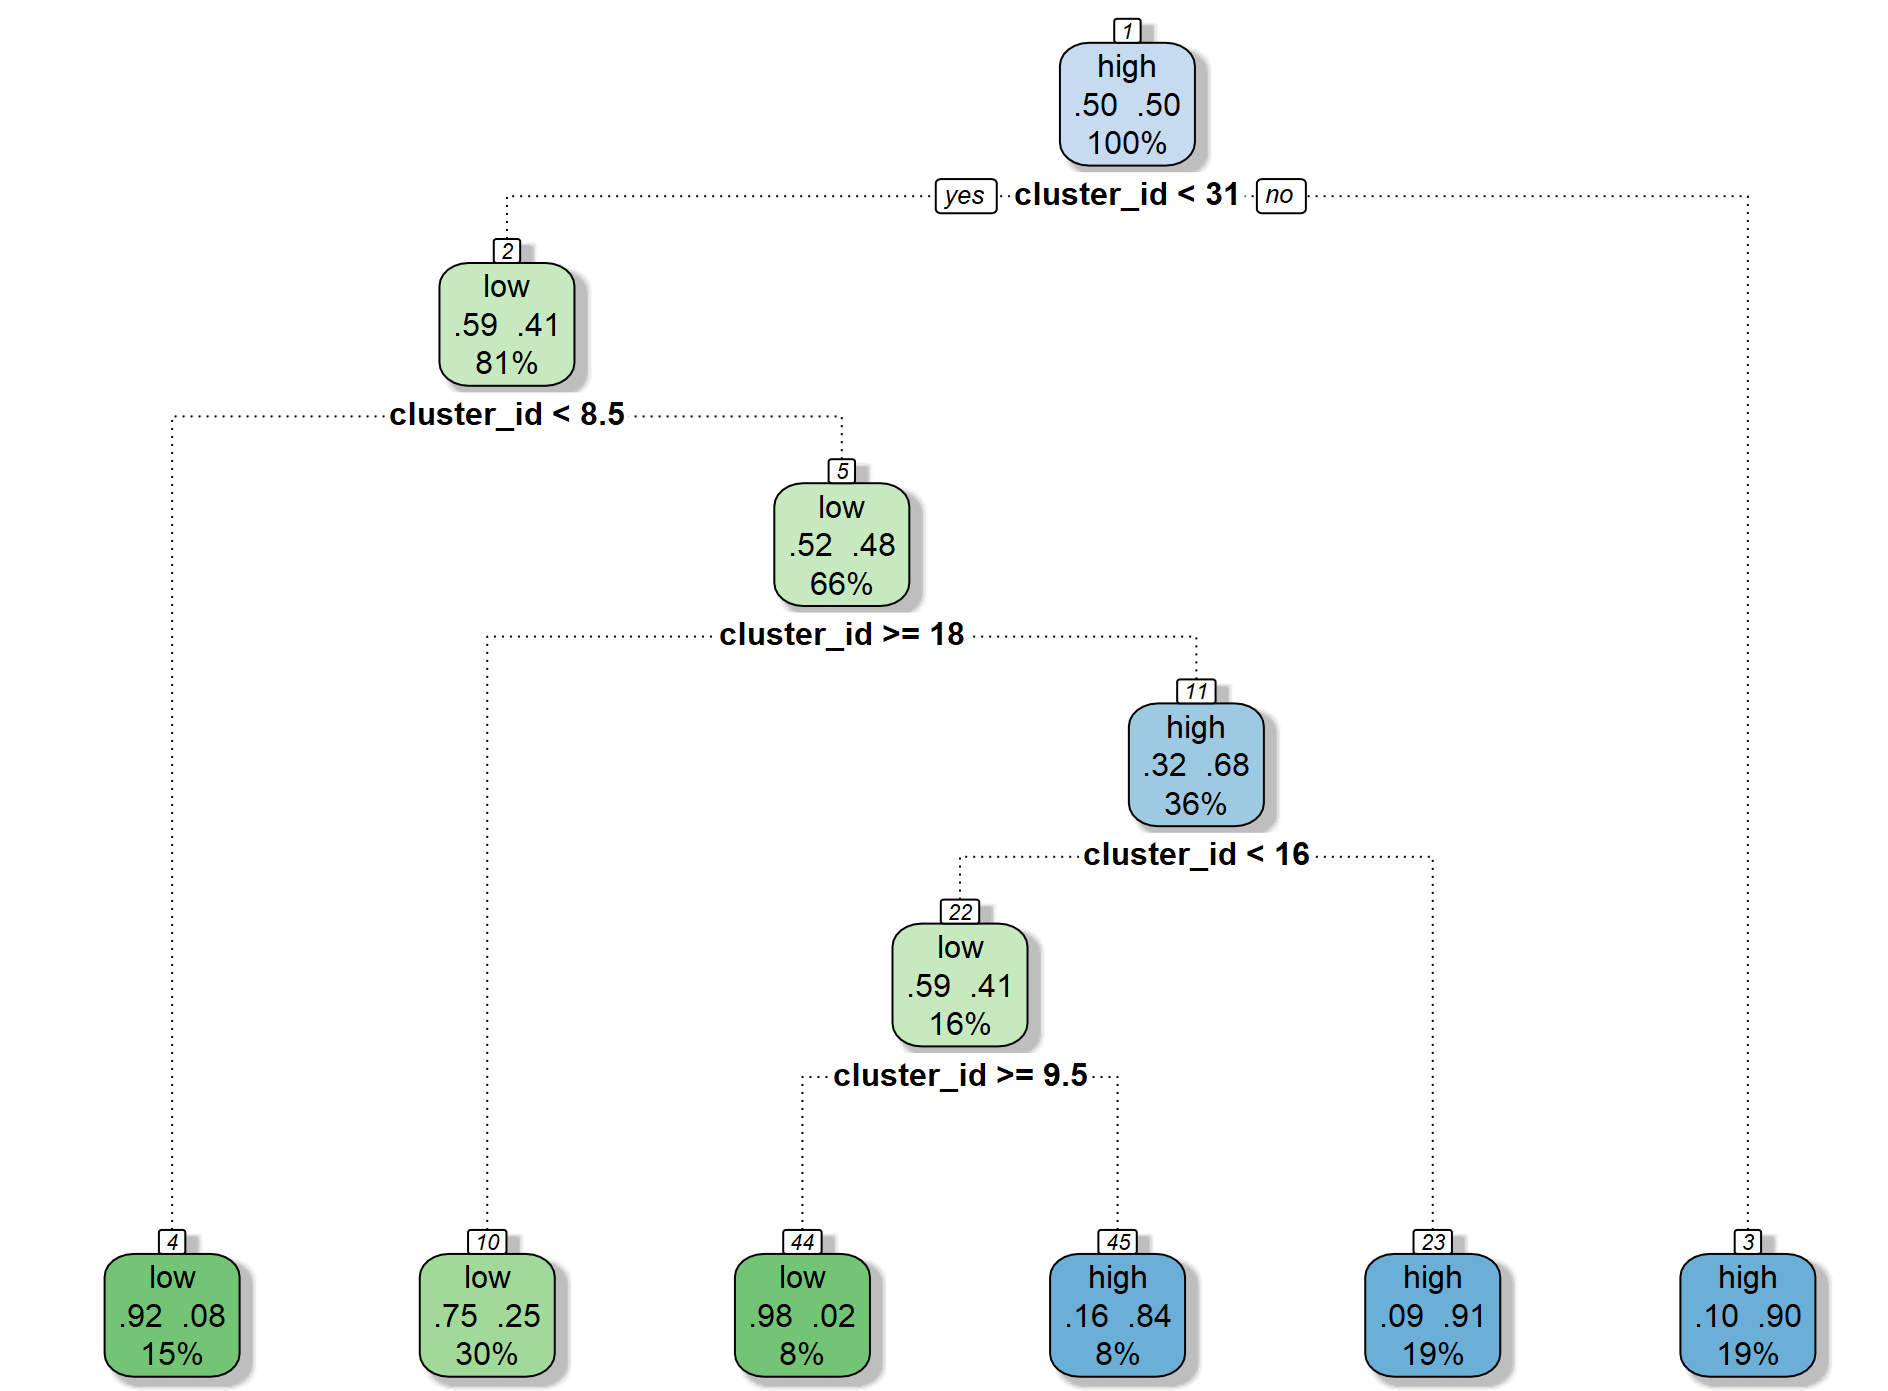 1
high
.50 .50
100%
yes cluster_id < 31 no
2
low
.59 .41
81%
cluster_id < 8.5
5
low
.52 .48
66%
cluster_id >= 18
11
high
.32 .68
36%
cluster_id < 16
22
low
.59 .41
16%
cluster_id >= 9.5
4
low
.92 .08
15%
10
low
.75 .25
30%
44
low
.98 .02
8%
45
high
.16 .84
8%
23
high
.09 .91
19%
3
high
.10 .90
19%